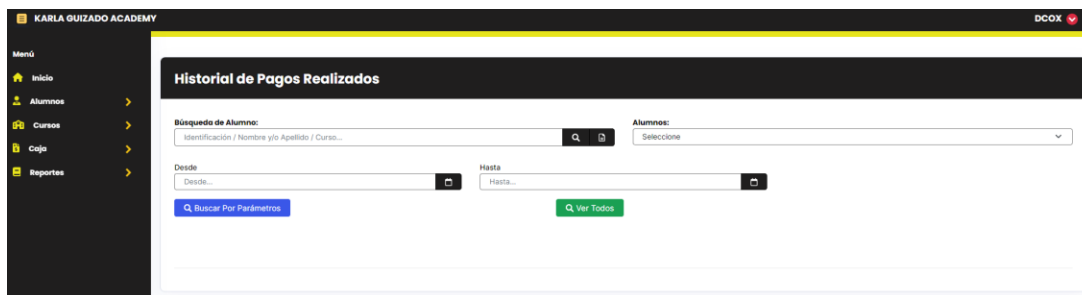 KARLA GUIZADO ACADEMY
DCOX
Menú
Inicio
Alumnos
Cursos
Caja
Reportes
Historial de Pagos Realizados
Búsqueda de Alumno:
Identificación / Nombre y/o Apellido / Curso...
Alumnos:
Seleccione
Desde
Desde...
Hasta
Hasta...
Buscar Por Parámetros
Ver Todos